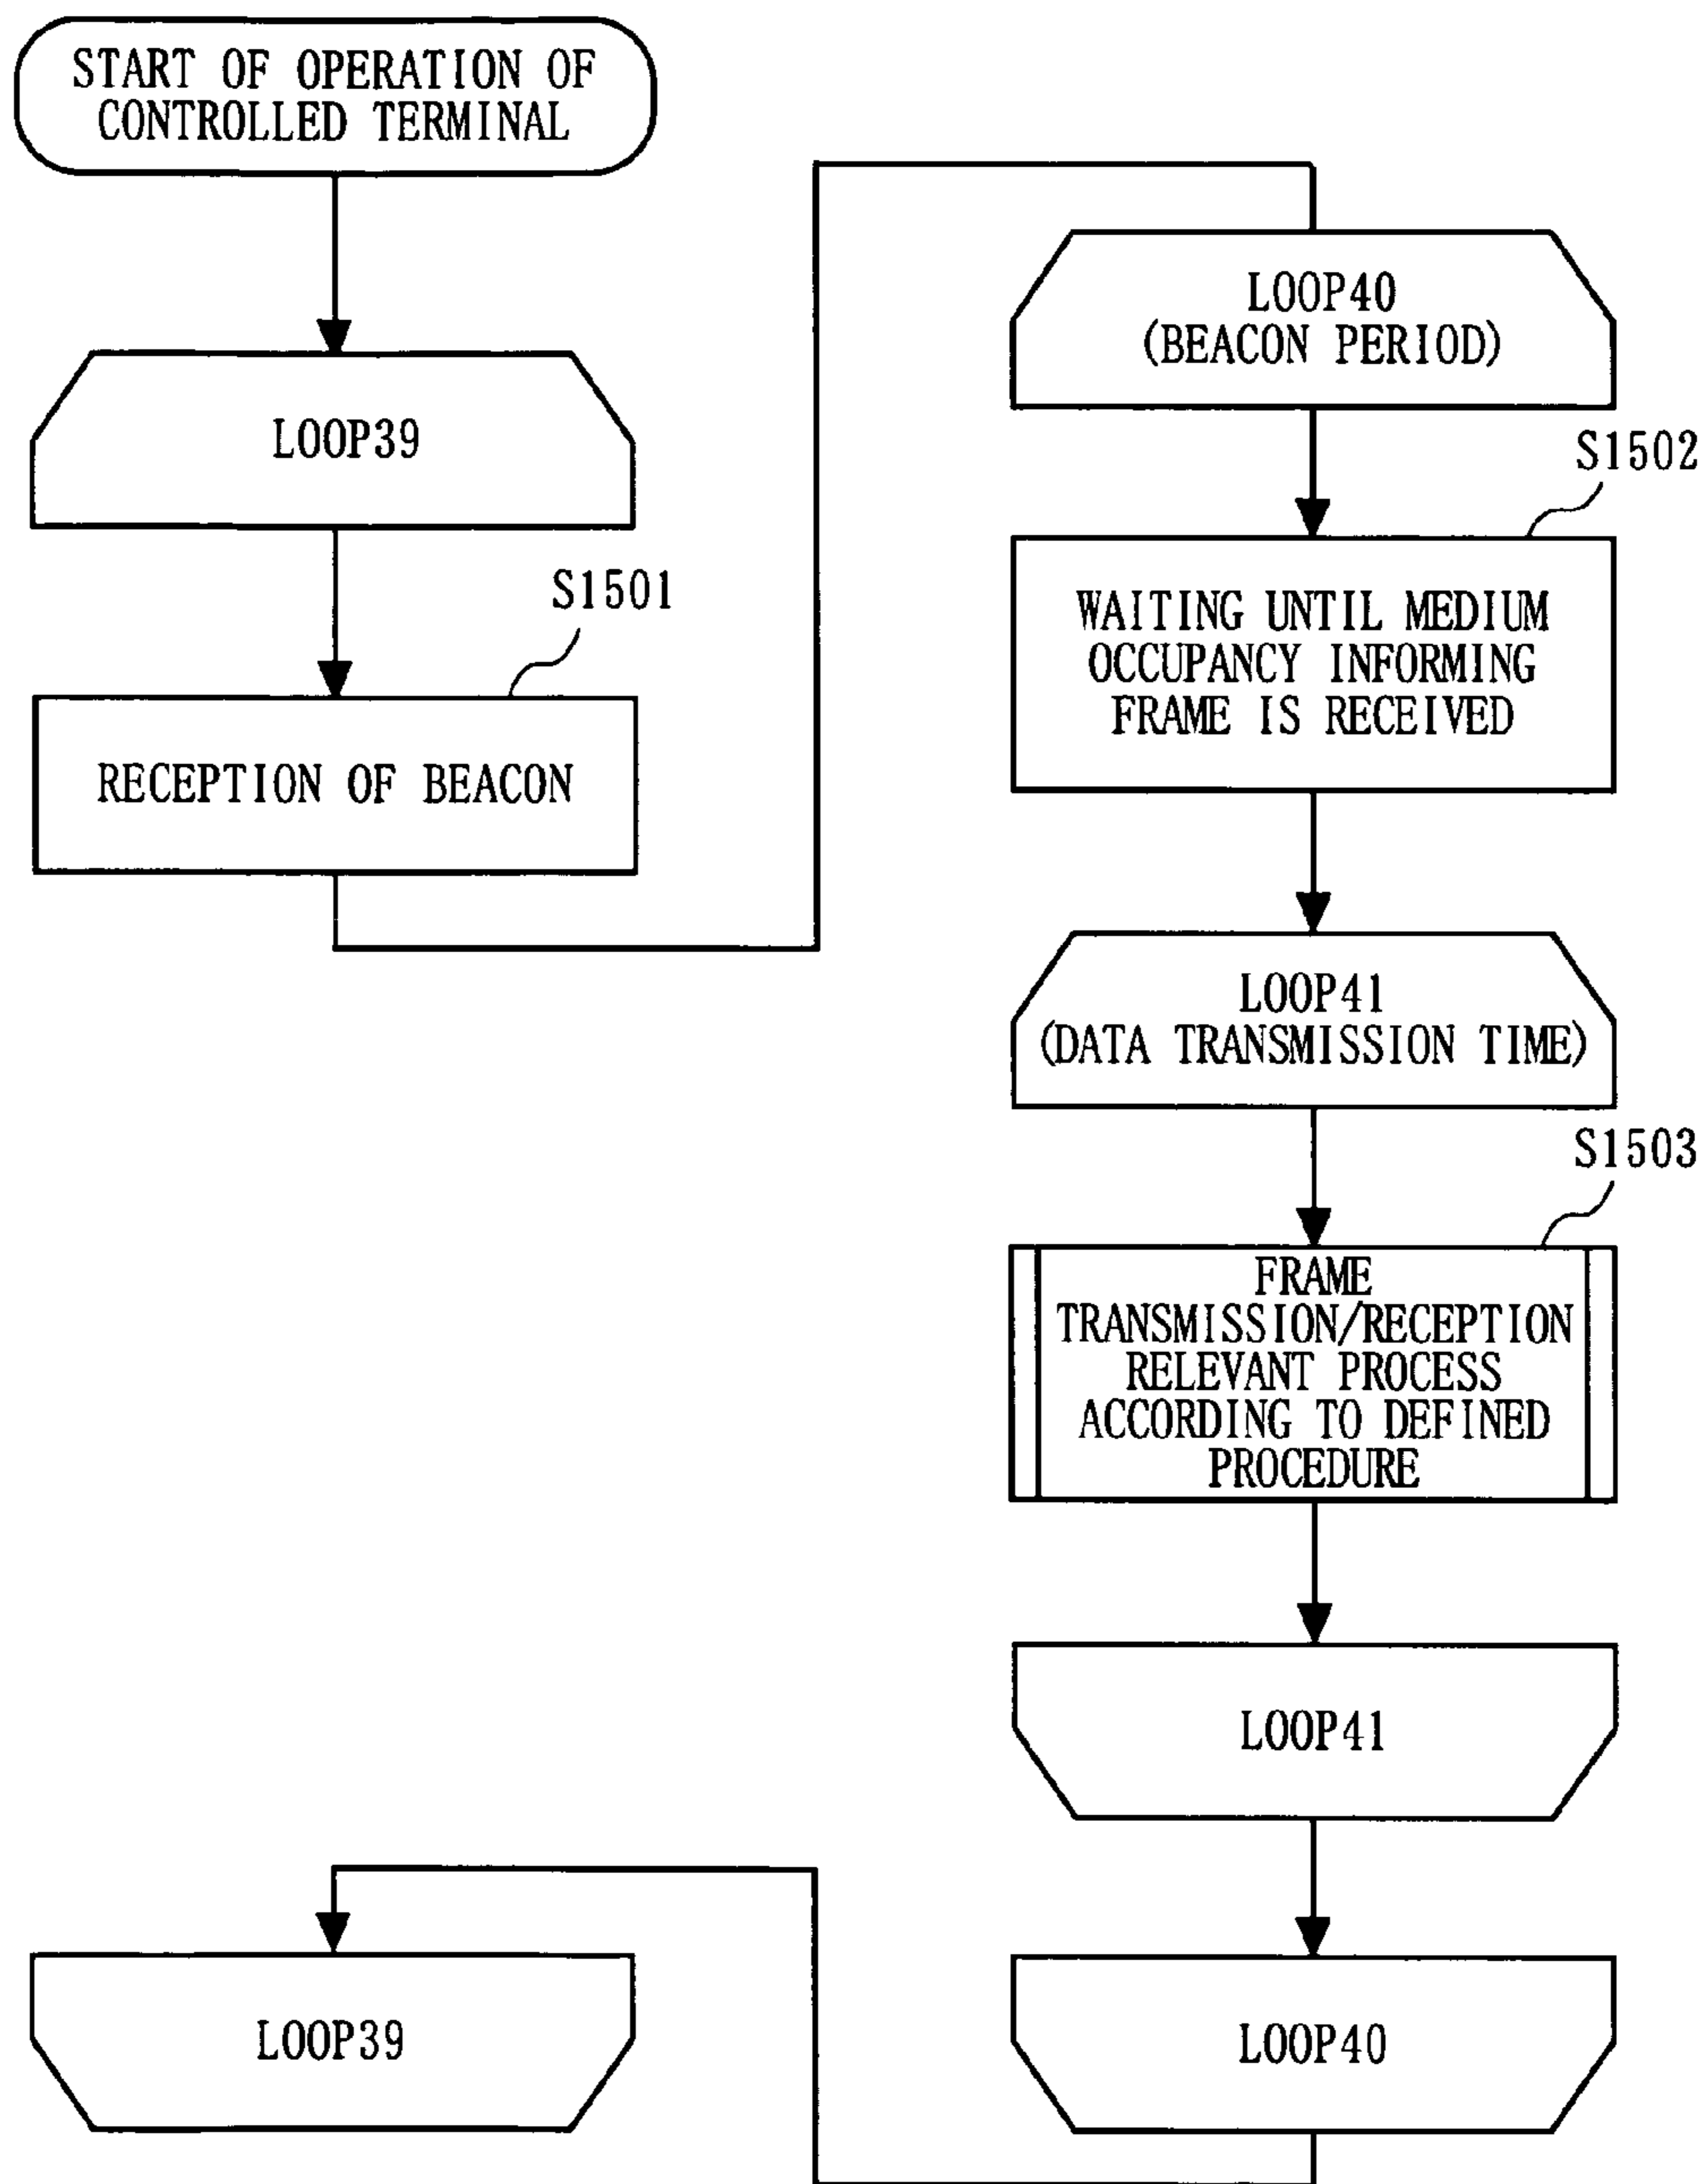 START OF OPERATION OF
CONTROLLED TERMINAL
LOOP39
S1501
RECEPTION OF BEACON
LOOP40
(BEACON PERIOD)
S1502
WAITING UNTIL MEDIUM
OCCUPANCY INFORMING
FRAME IS RECEIVED
LOOP41
(DATA TRANSMISSION TIME)
S1503
FRAME
TRANSMISSION/RECEPTION
RELEVANT PROCESS
ACCORDING TO DEFINED
PROCEDURE
LOOP41
LOOP40
LOOP39